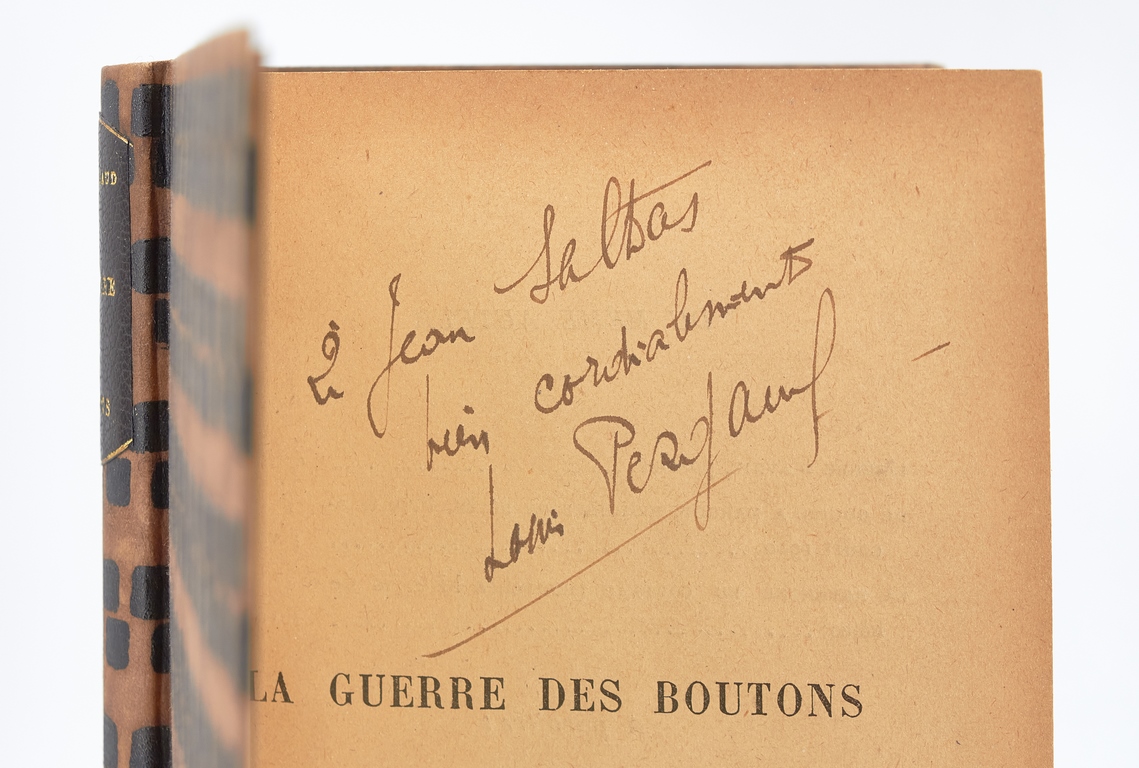 à Jean Saltas
bien cordialement
Louis Pergaud
LA GUERRE DES BOUTONS